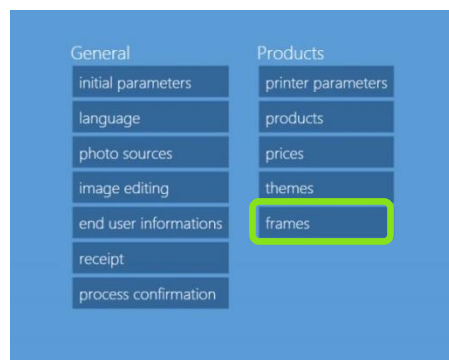 General
initial parameters
language
photo sources
image editing
end user informations
receipt
process confirmation
Products
printer parameters
products
prices
themes
frames